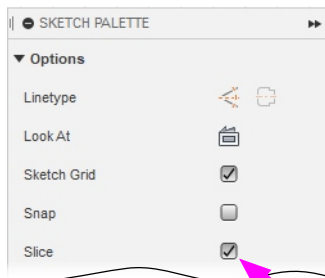 SKETCH PALETTE
Options
Linetype
Look At
Sketch Grid
Snap
Slice